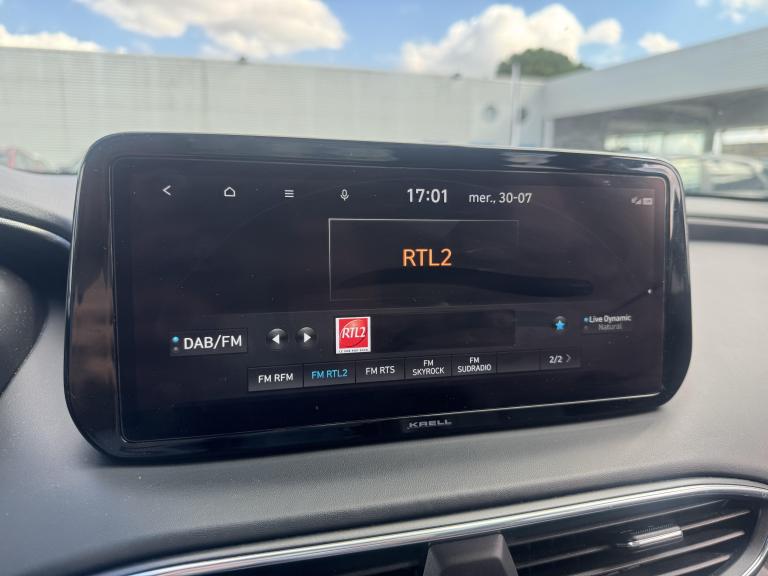 17:01 mer., 30-07
RTL2
DAB/FM
RTL2
Live Dynamic
Natural
FM RFM
FM RTL2
FM RTS
FM
SKYROCK
FM
SUDRADIO
2/2
KRELL